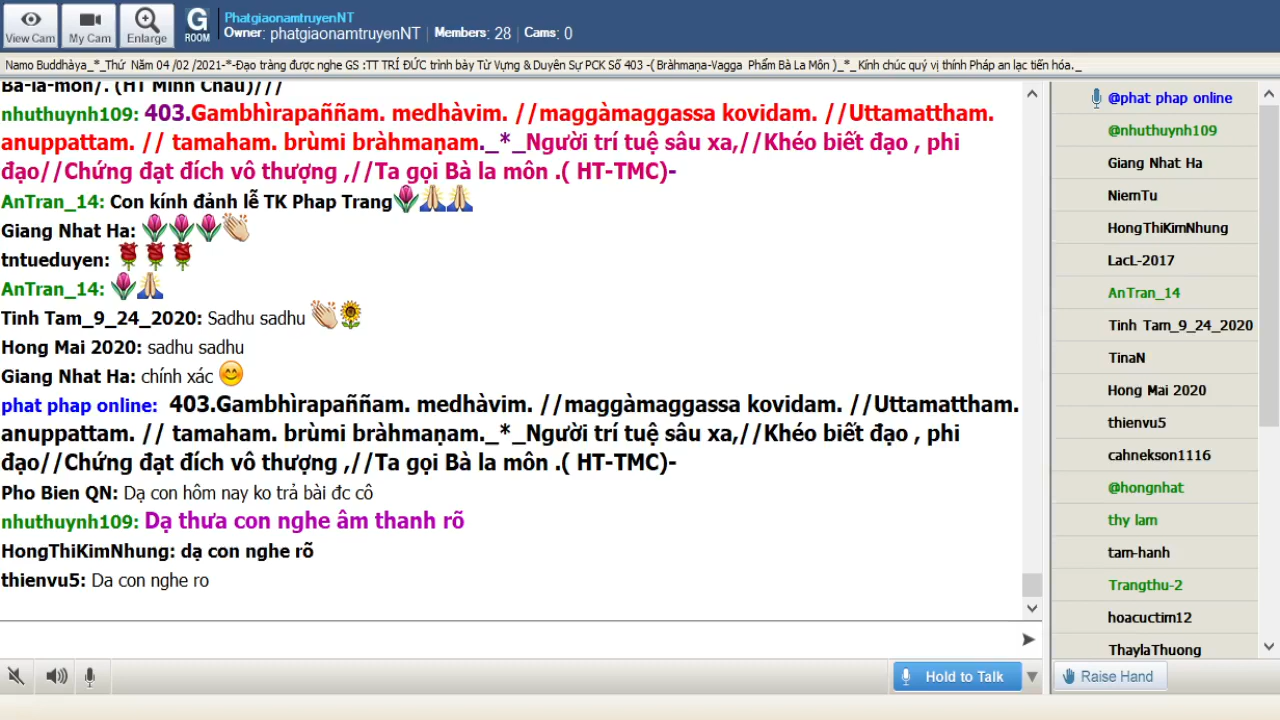 View Cam
My Cam
Enlarge
G
ROOM
PhatgiaonamtruyenNT
Owner: phatgiaonamtruyenNT | Members: 28 | Cams: 0
Namo Buddhàya_*_Thứ Năm 04 /02 /2021-*-Đạo tràng được nghe GS :TT TRÍ ĐỨC trình bày Từ Vựng & Duyên Sự PCK Số 403 -( Bràhmaṇa-Vagga Phẩm Bà La Môn )_*_ Kính chúc quý vị thính Pháp an lạc tiến hóa._
Bà-la-môn/. (HT Minh Châu)///
nhuthuynh109: 403.Gambhìrapaññam. medhàvim. //maggàmaggassa kovidam. //Uttamattham.
anuppattam. // tamaham. brùmi bràhmaṇam._*_Người trí tuệ sâu xa,//Khéo biết đạo , phi
đạo//Chứng đạt đích vô thượng ,//Ta gọi Bà la môn .( HT-TMC)-
AnTran_14: Con kính đảnh lễ TK Phap Trang🌷🙏🙏
Giang Nhat Ha: 🌷🌷🌷👏
tntueduyen: 🌹🌹🌹
AnTran_14: 🌷🙏
Tinh Tam_9_24_2020: Sadhu sadhu 👏🌻
Hong Mai 2020: sadhu sadhu
Giang Nhat Ha: chính xác 😊
phat phap online: 403.Gambhìrapaññam. medhàvim. //maggàmaggassa kovidam. //Uttamattham.
anuppattam. // tamaham. brùmi bràhmaṇam._*_Người trí tuệ sâu xa,//Khéo biết đạo , phi
đạo//Chứng đạt đích vô thượng ,//Ta gọi Bà la môn .( HT-TMC)-
Pho Bien QN: Dạ con hôm nay ko trả bài đc cô
nhuthuynh109: Dạ thưa con nghe âm thanh rõ
HongThiKimNhung: dạ con nghe rõ
thienvu5: Da con nghe ro
Hold to Talk
@phat phap online
@nhuthuynh109
Giang Nhat Ha
NiemTu
HongThiKimNhung
LacL-2017
AnTran_14
Tinh Tam_9_24_2020
TinaN
Hong Mai 2020
thienvu5
cahnekson1116
@hongnhat
thy lam
tam-hanh
Trangthu-2
hoacuctim12
ThaylaThuong
Raise Hand